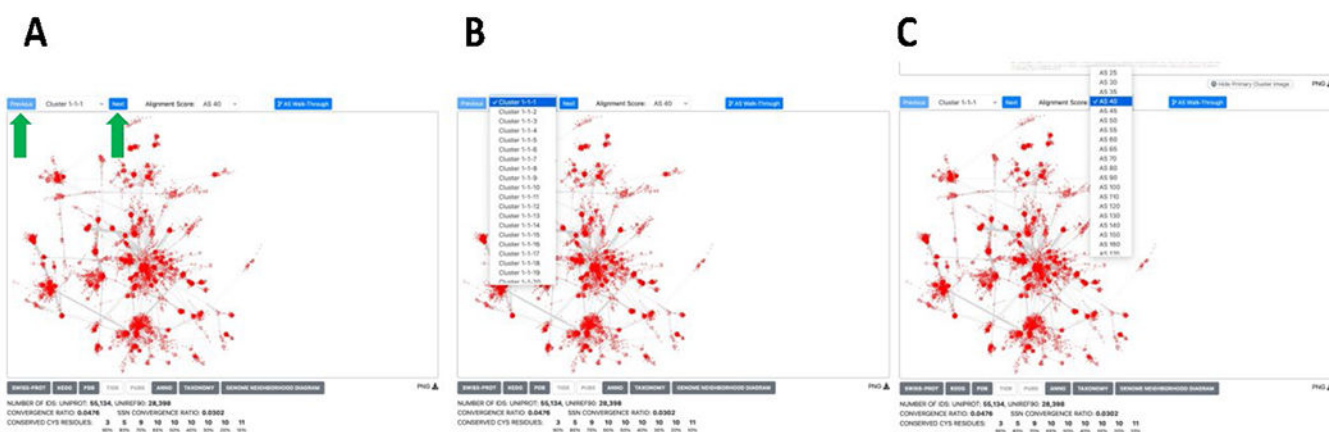 A
Previous Cluster 1-1-1 Next Alignment Score: AS 40 AS Walk-Through
SWISS-PROT KEGG PDB TIGR PUBS ANNO TAXONOMY GENOME NEIGHBORHOOD DIAGRAM PNG
NUMBER OF IDS: UNIPROT: 55,134, UNIREF90: 28,398
CONVERGENCE RATIO: 0.0476 SSN CONVERGENCE RATIO: 0.0302
CONSERVED CYS RESIDUES: 3 5 9 10 10 10 10 10 11
B
Previous Cluster 1-1-1 Next Alignment Score: AS 40 AS Walk-Through
Cluster 1-1-2
Cluster 1-1-3
Cluster 1-1-4
Cluster 1-1-5
Cluster 1-1-6
Cluster 1-1-7
Cluster 1-1-8
Cluster 1-1-9
Cluster 1-1-10
Cluster 1-1-11
Cluster 1-1-12
Cluster 1-1-13
Cluster 1-1-14
Cluster 1-1-15
Cluster 1-1-16
Cluster 1-1-17
Cluster 1-1-18
Cluster 1-1-19
Cluster 1-1-20
SWISS-PROT KEGG PDB TIGR PUBS ANNO TAXONOMY GENOME NEIGHBORHOOD DIAGRAM PNG
NUMBER OF IDS: UNIPROT: 55,134, UNIREF90: 28,398
CONVERGENCE RATIO: 0.0476 SSN CONVERGENCE RATIO: 0.0302
CONSERVED CYS RESIDUES: 3 5 9 10 10 10 10 10 11
C
AS 25
AS 30
Hide Primary Cluster Image PNG
AS 35
Previous Cluster 1-1-1 Next Alignment Score AS 40 AS Walk-Through
AS 45
AS 50
AS 55
AS 60
AS 65
AS 70
AS 80
AS 90
AS 100
AS 110
AS 120
AS 130
AS 140
AS 150
AS 160
AS 170
SWISS-PROT KEGG PDB TIGR PUBS ANNO TAXONOMY GENOME NEIGHBORHOOD DIAGRAM PNG
NUMBER OF IDS: UNIPROT: 55,134, UNIREF90: 28,398
CONVERGENCE RATIO: 0.0476 SSN CONVERGENCE RATIO: 0.0302
CONSERVED CYS RESIDUES: 3 5 9 10 10 10 10 10 11